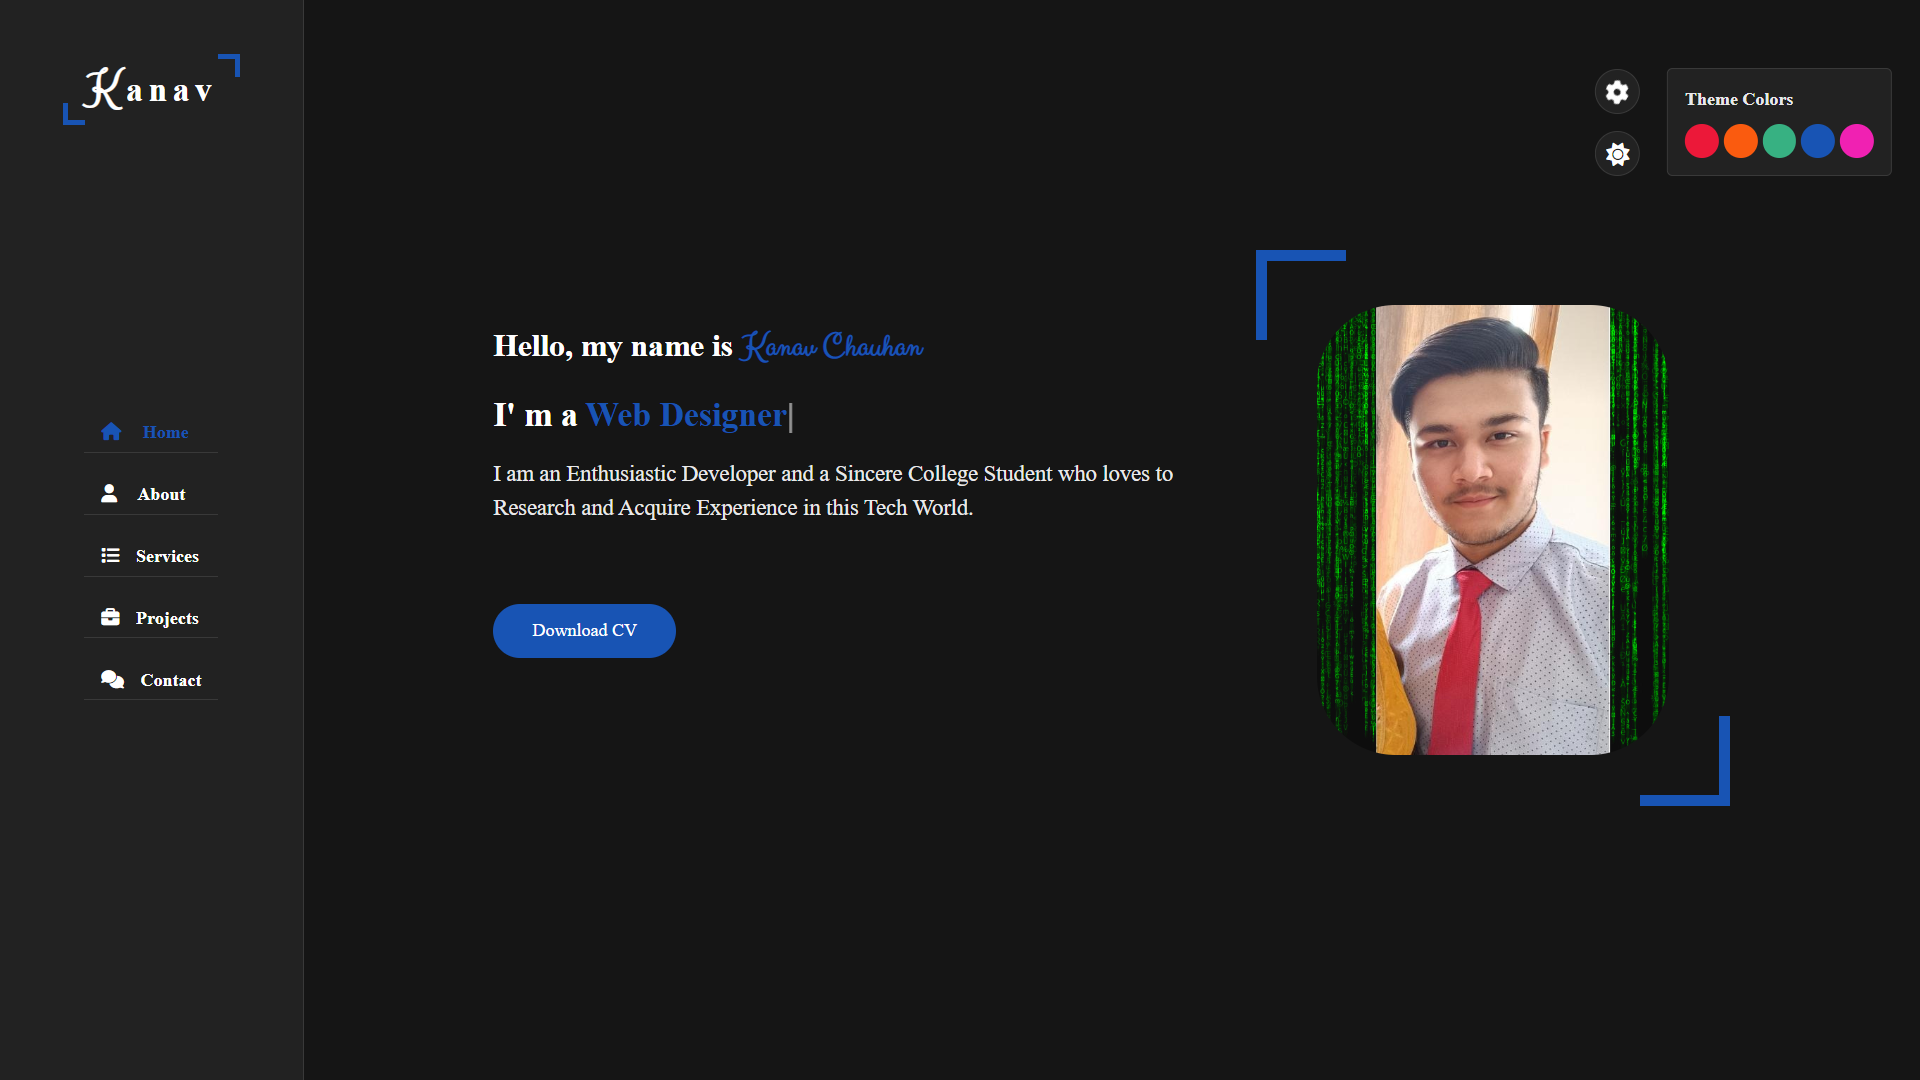 Kanav
Home
About
Services
Projects
Contact
Theme Colors
Hello, my name is Kanav Chauhan
I' m a Web Designer|
I am an Enthusiastic Developer and a Sincere College Student who loves to
Research and Acquire Experience in this Tech World.
Download CV